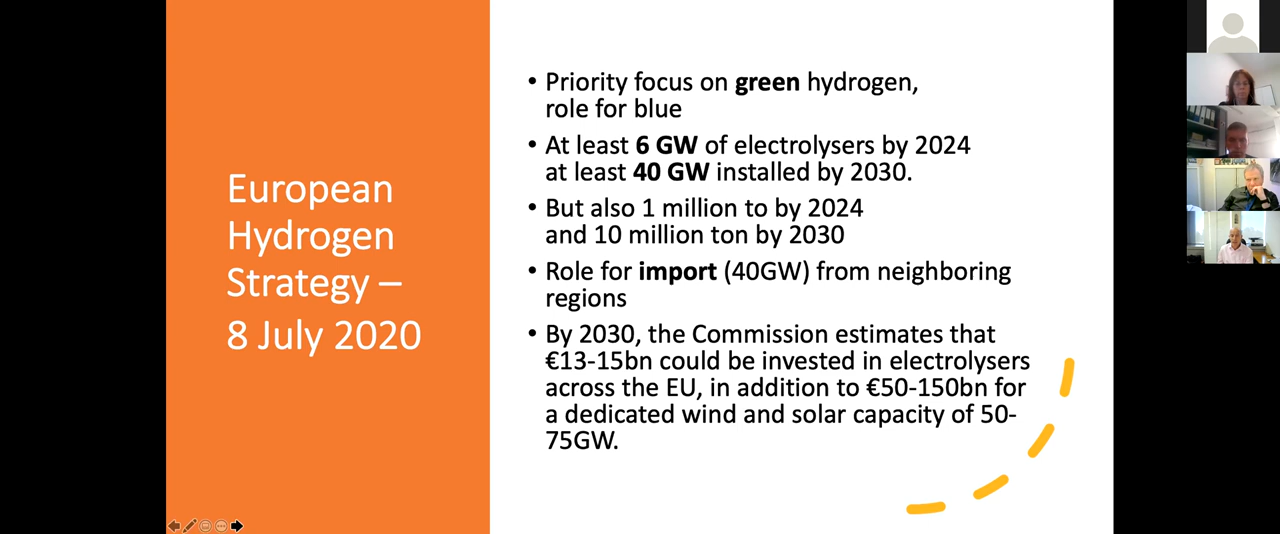 European
Hydrogen
Strategy –
8 July 2020
• Priority focus on green hydrogen,
role for blue
• At least 6 GW of electrolysers by 2024
at least 40 GW installed by 2030.
• But also 1 million to by 2024
and 10 million ton by 2030
• Role for import (40GW) from neighboring
regions
• By 2030, the Commission estimates that
€13-15bn could be invested in electrolysers
across the EU, in addition to €50-150bn for
a dedicated wind and solar capacity of 50-
75GW.